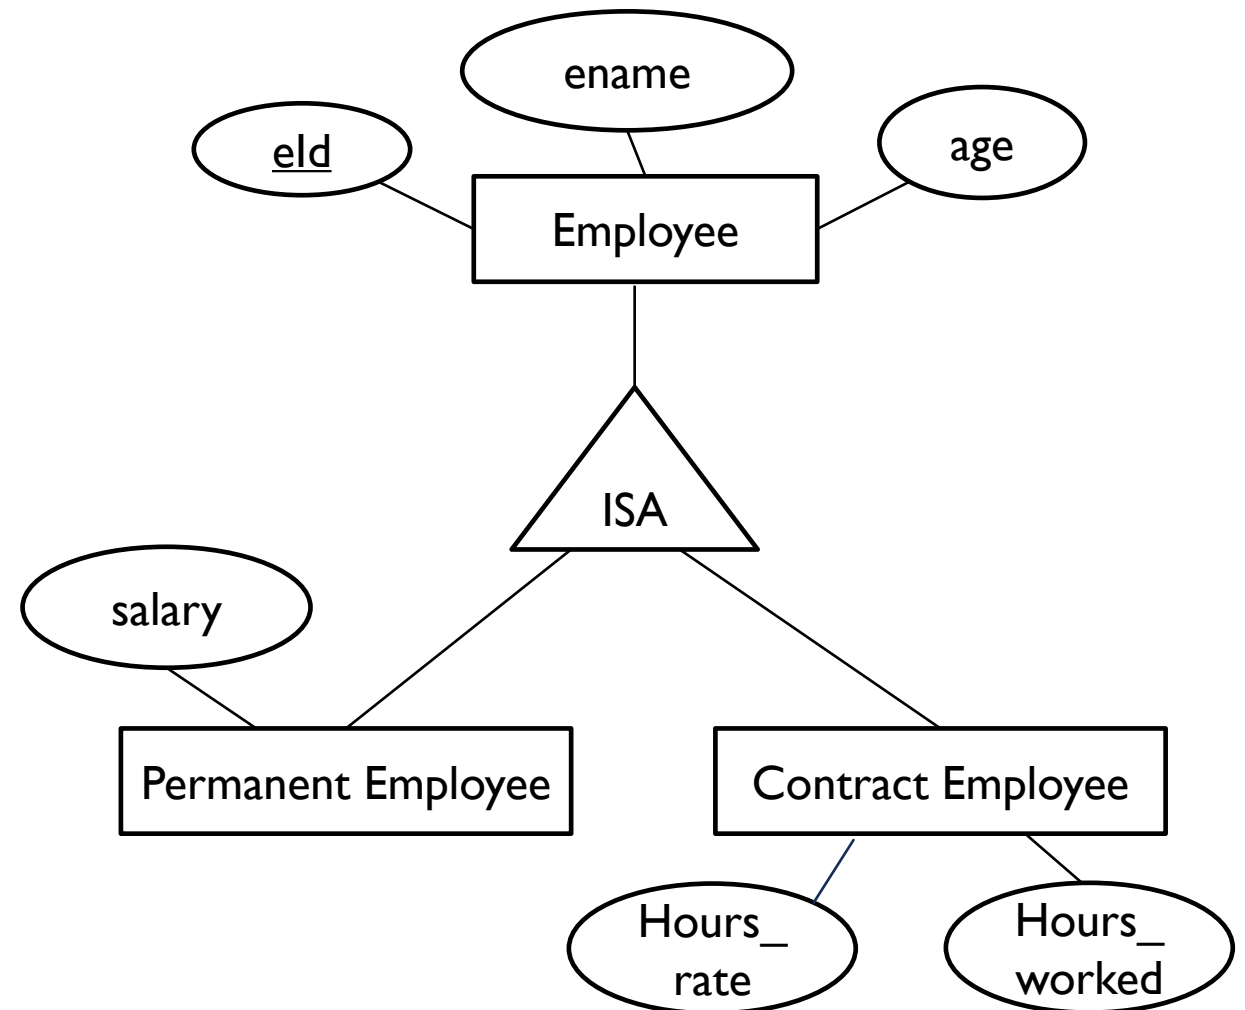 ename
eId
age
Employee
ISA
salary
Permanent Employee
Contract Employee
Hours_
rate
Hours_
worked